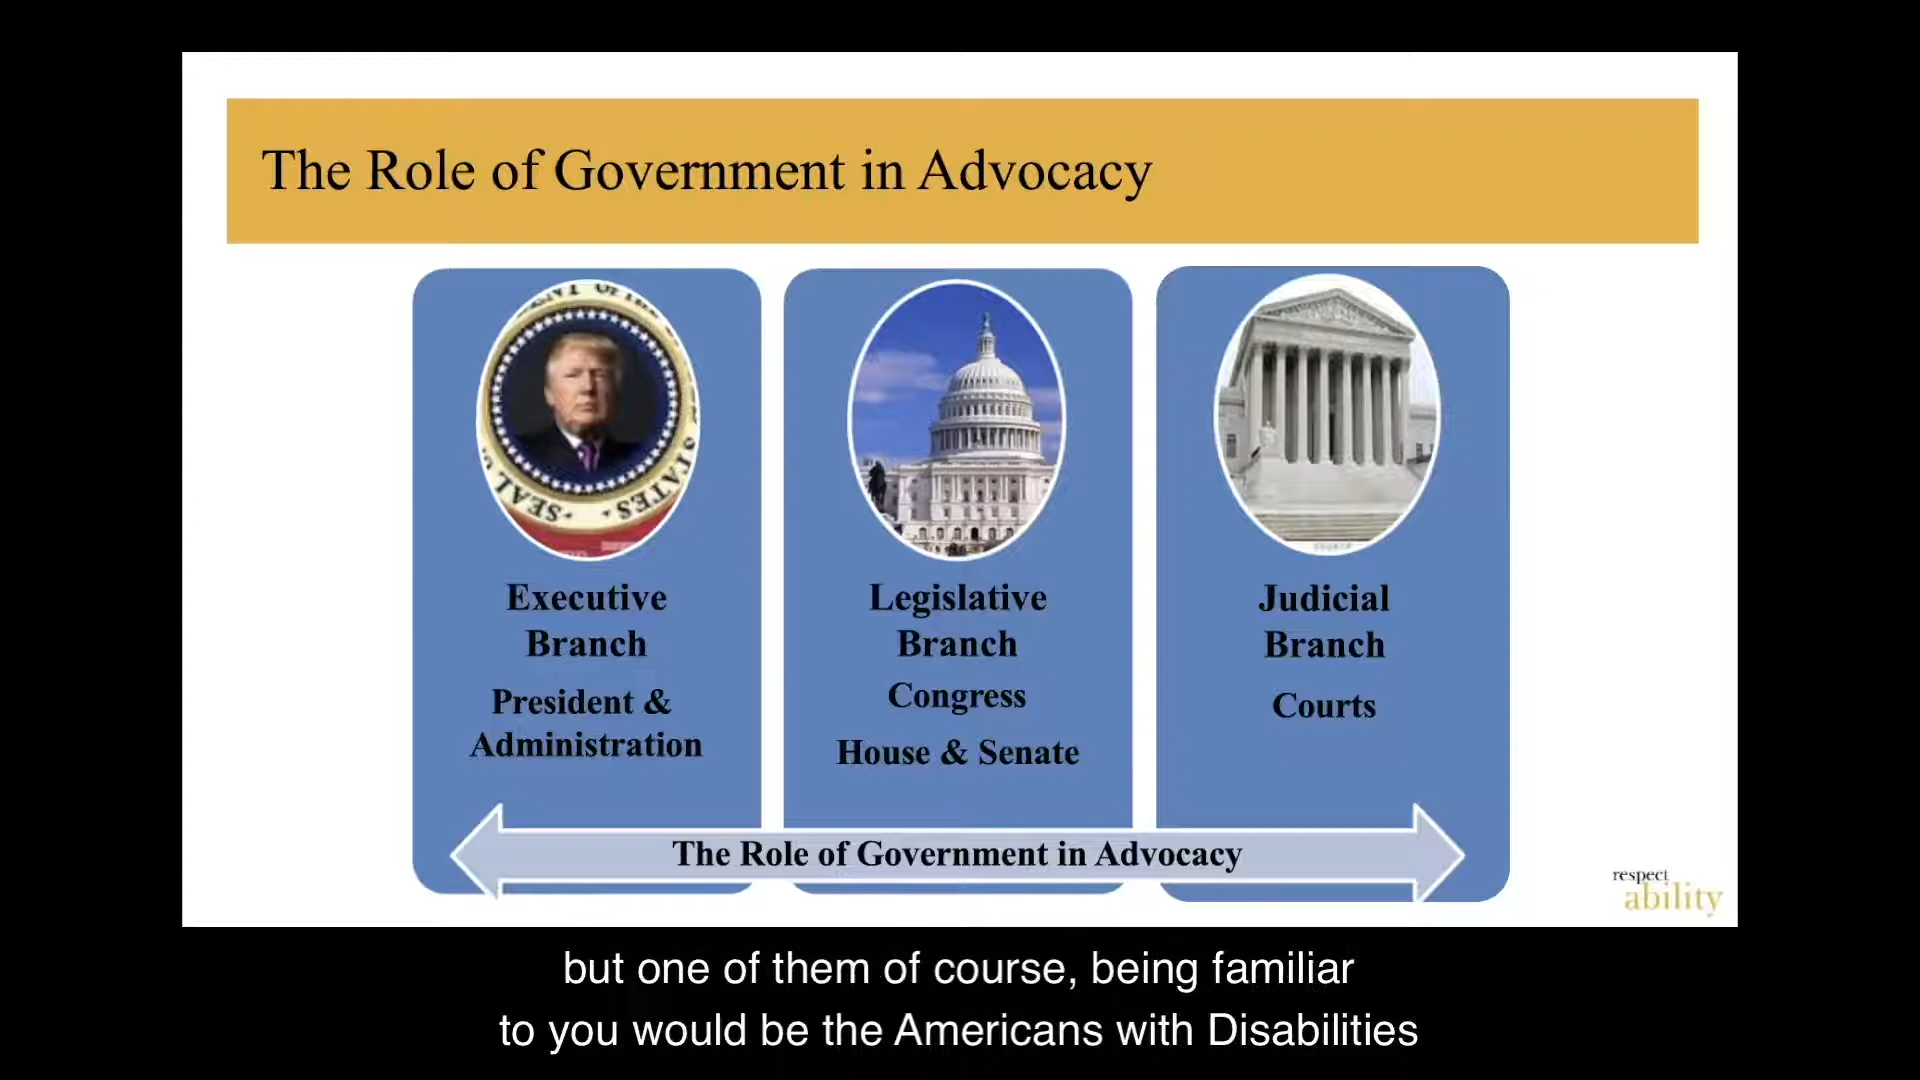 The Role of Government in Advocacy
SEAL
STATES
Executive
Branch
President &
Administration
Legislative
Branch
Congress
House & Senate
Judicial
Branch
Courts
The Role of Government in Advocacy
respect
ability
but one of them of course, being familiar
to you would be the Americans with Disabilities